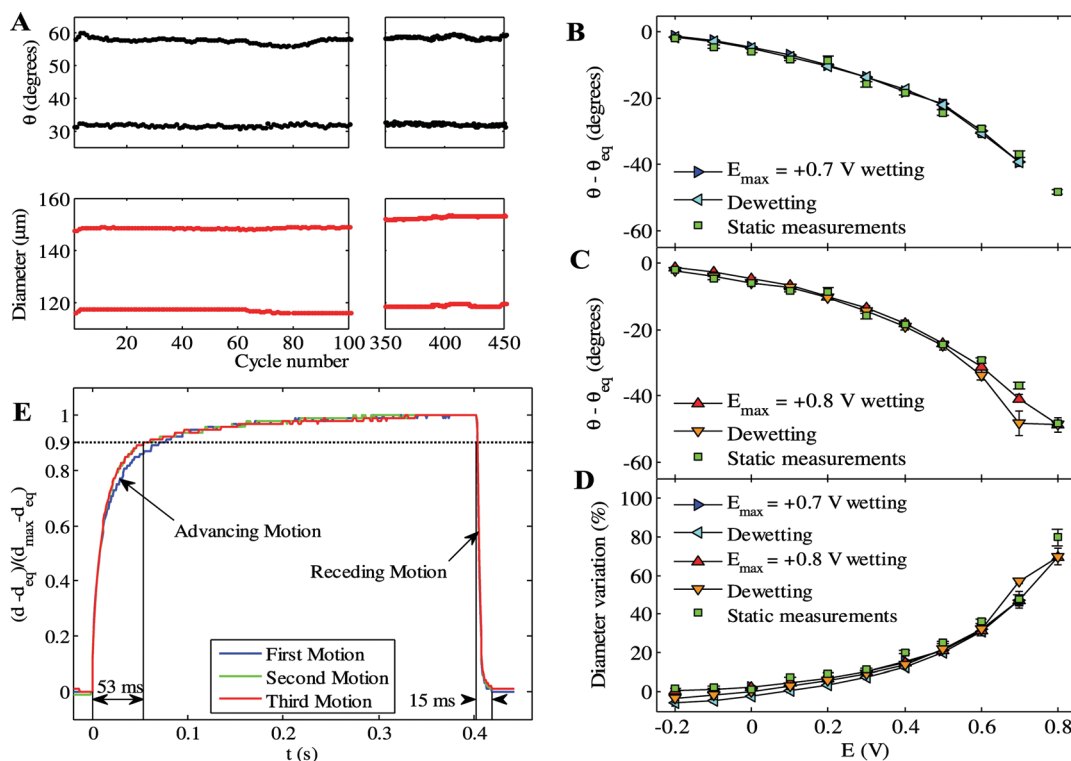 A
θ (degrees)
60
50
40
30
Diameter (μm)
160
140
120
20 40 60 80 100 350 400 450
Cycle number
B
θ - θeq (degrees)
0
-20
-40
-60
Emax = +0.7 V wetting
Dewetting
Static measurements
C
θ - θeq (degrees)
0
-20
-40
-60
Emax = +0.8 V wetting
Dewetting
Static measurements
D
Diameter variation (%)
100
80
60
40
20
0
Emax = +0.7 V wetting
Dewetting
Emax = +0.8 V wetting
Dewetting
Static measurements
-0.2 0 0.2 0.4 0.6 0.8
E (V)
E
(d -deq)/(dmax-deq)
1
0.9
0.8
0.6
0.4
0.2
0
Advancing Motion
Receding Motion
First Motion
Second Motion
Third Motion
53 ms
15 ms
0 0.1 0.2 0.3 0.4
t (s)